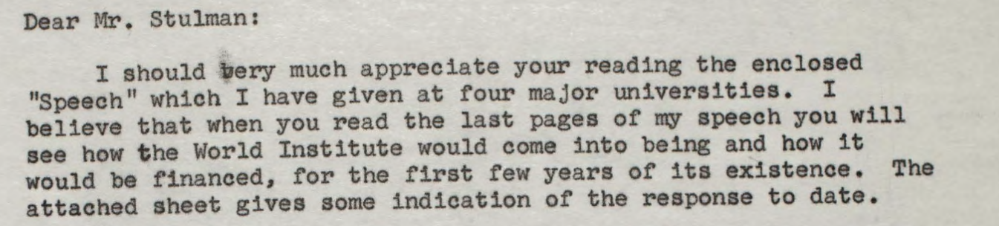 Dear Mr. Stulman:
I should very much appreciate your reading the enclosed
"Speech" which I have given at four major universities. I
believe that when you read the last pages of my speech you will
see how the World Institute would come into being and how it
would be financed, for the first few years of its existence. The
attached sheet gives some indication of the response to date.